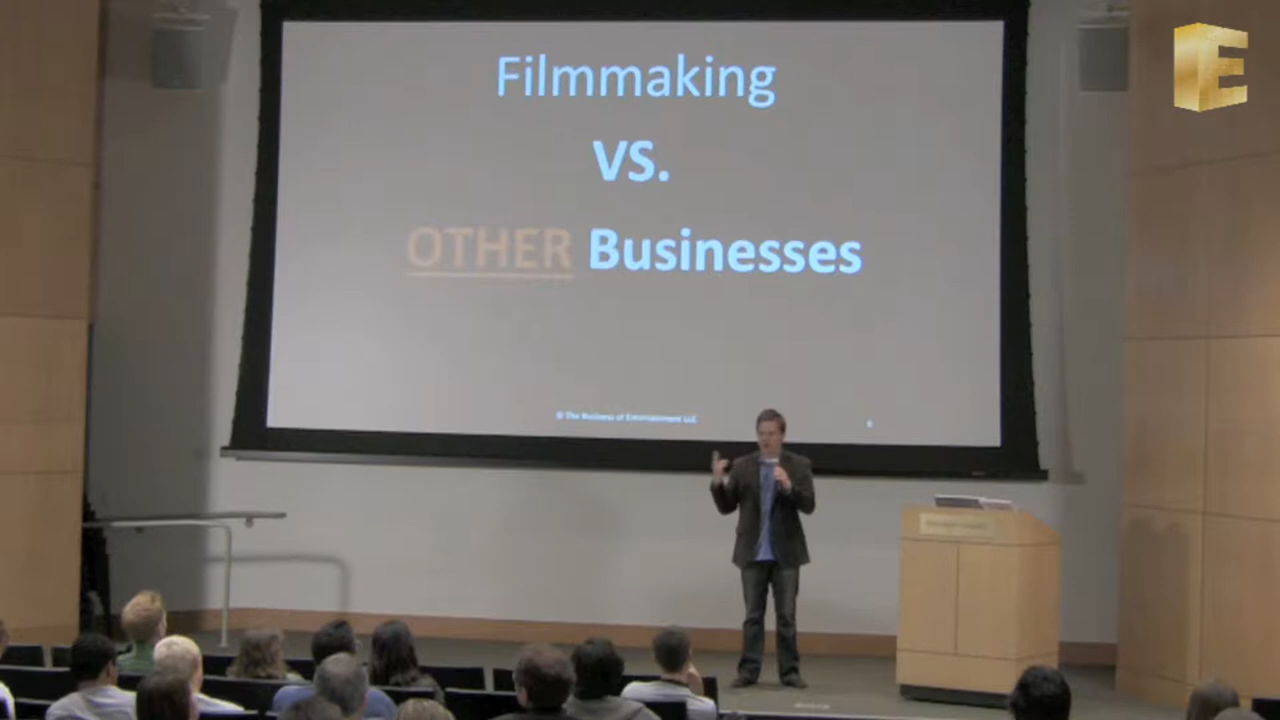 Filmmaking
VS.
OTHER Businesses
© The Business of Entertainment LLC
E